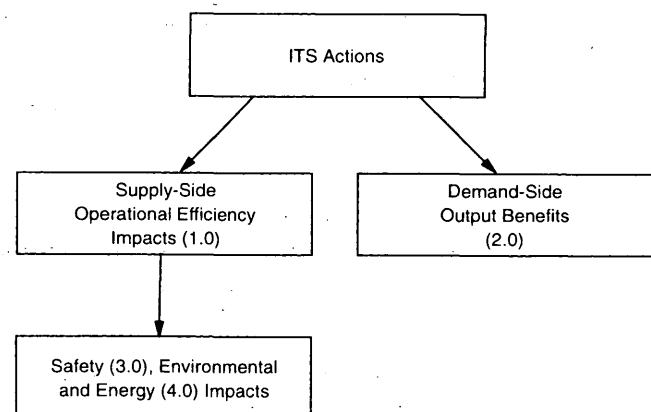 ITS Actions
Supply-Side
Operational Efficiency
Impacts (1.0)
Demand-Side
Output Benefits
(2.0)
Safety (3.0), Environmental
and Energy (4.0) Impacts